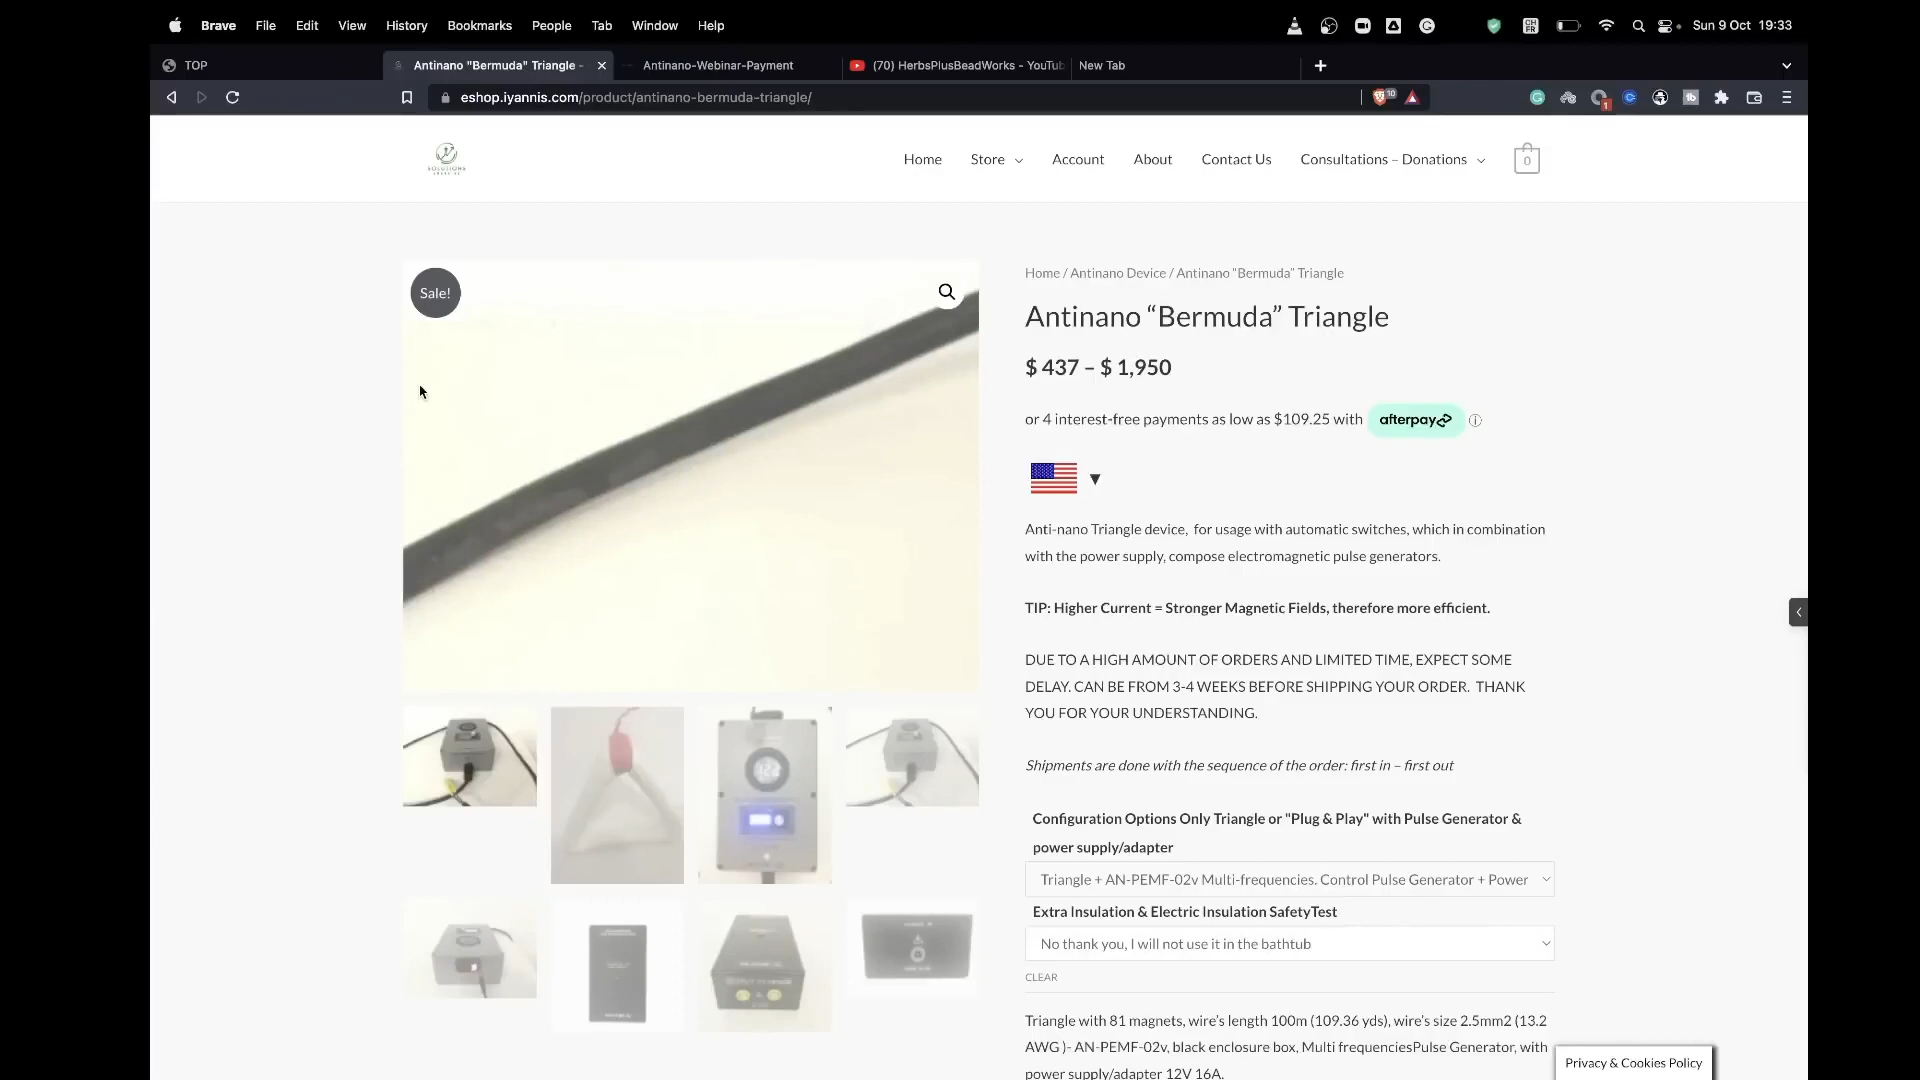 Brave File Edit View History Bookmarks People Tab Window Help
CH
FR
Sun 9 Oct 19:33
TOP
Antinano "Bermuda" Triangle -
Antinano-Webinar-Payment
(70) HerbsPlusBeadWorks - YouTub
New Tab
eshop.iyannis.com/product/antinano-bermuda-triangle/
10
1
SOLUTIONS
Home
Store
Account
About
Contact Us
Consultations – Donations
0
Sale!
Home / Antinano Device / Antinano “Bermuda” Triangle
Antinano “Bermuda” Triangle
$ 437 – $ 1,950
or 4 interest-free payments as low as $109.25 with afterpay
Anti-nano Triangle device, for usage with automatic switches, which in combination
with the power supply, compose electromagnetic pulse generators.
TIP: Higher Current = Stronger Magnetic Fields, therefore more efficient.
DUE TO A HIGH AMOUNT OF ORDERS AND LIMITED TIME, EXPECT SOME
DELAY. CAN BE FROM 3-4 WEEKS BEFORE SHIPPING YOUR ORDER. THANK
YOU FOR YOUR UNDERSTANDING.
Shipments are done with the sequence of the order: first in – first out
Configuration Options Only Triangle or "Plug & Play" with Pulse Generator &
power supply/adapter
Triangle + AN-PEMF-02v Multi-frequencies. Control Pulse Generator + Power
Extra Insulation & Electric Insulation SafetyTest
No thank you, I will not use it in the bathtub
CLEAR
Triangle with 81 magnets, wire’s length 100m (109.36 yds), wire’s size 2.5mm2 (13.2
AWG )- AN-PEMF-02v, black enclosure box, Multi frequenciesPulse Generator, with
power supply/adapter 12V 16A.
Privacy & Cookies Policy